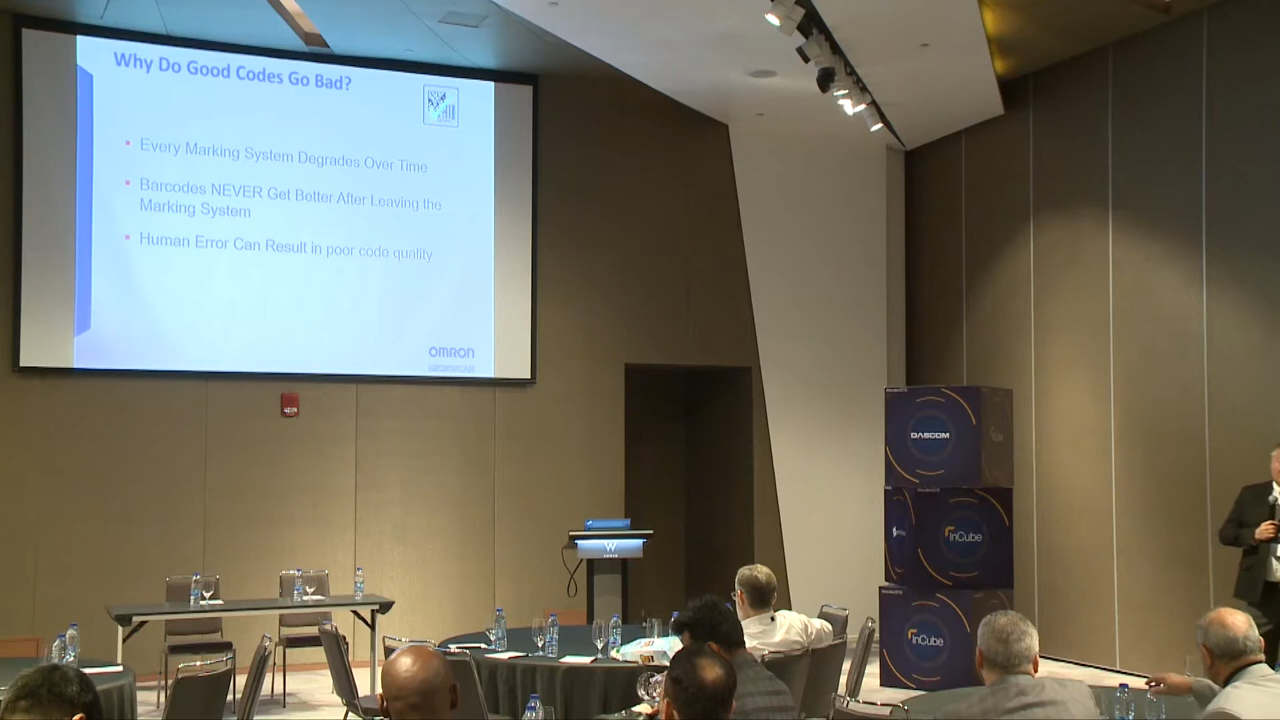 Why Do Good Codes Go Bad?
Every Marking System Degrades Over Time
Barcodes NEVER Get Better After Leaving the
Marking System
Human Error Can Result in poor code quality
OMRON
MICROSCAN
DASCOM
InCube
InCube
W